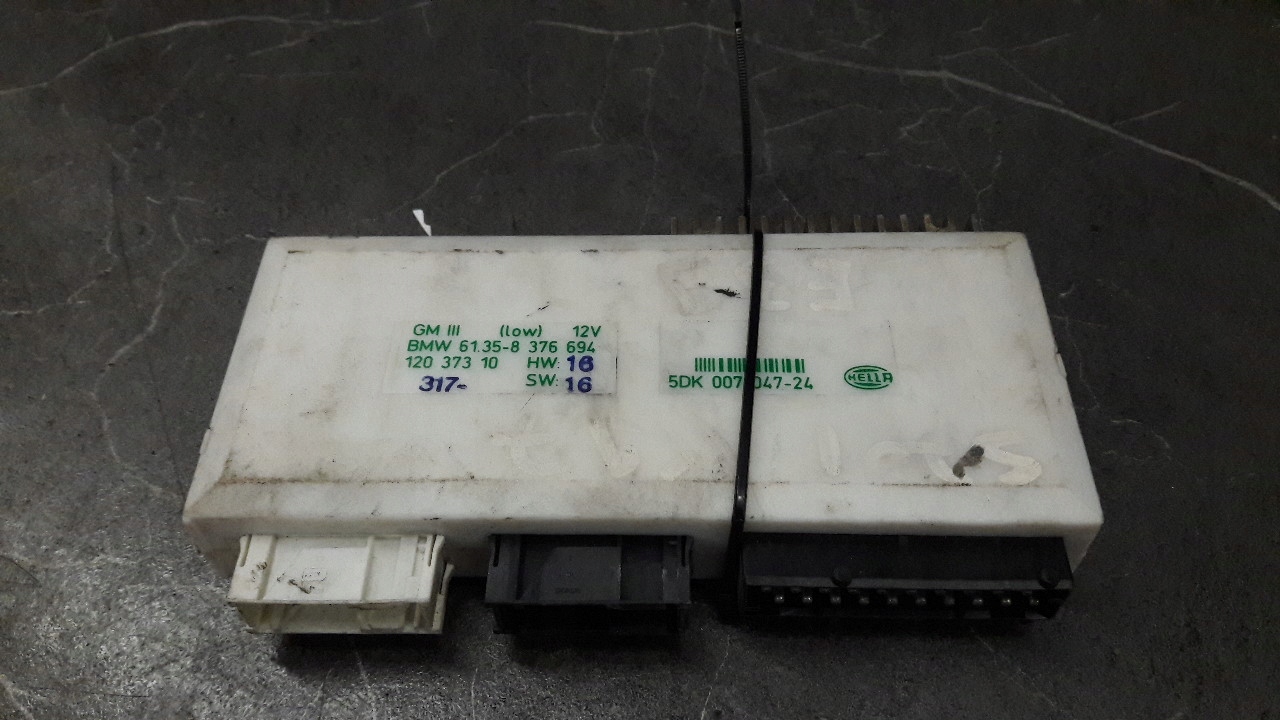 GM III (low) 12V
BMW 61.35-8 376 694
120 373 10 HW: 16
317- SW: 16
5DK 007 047-24
HELLA